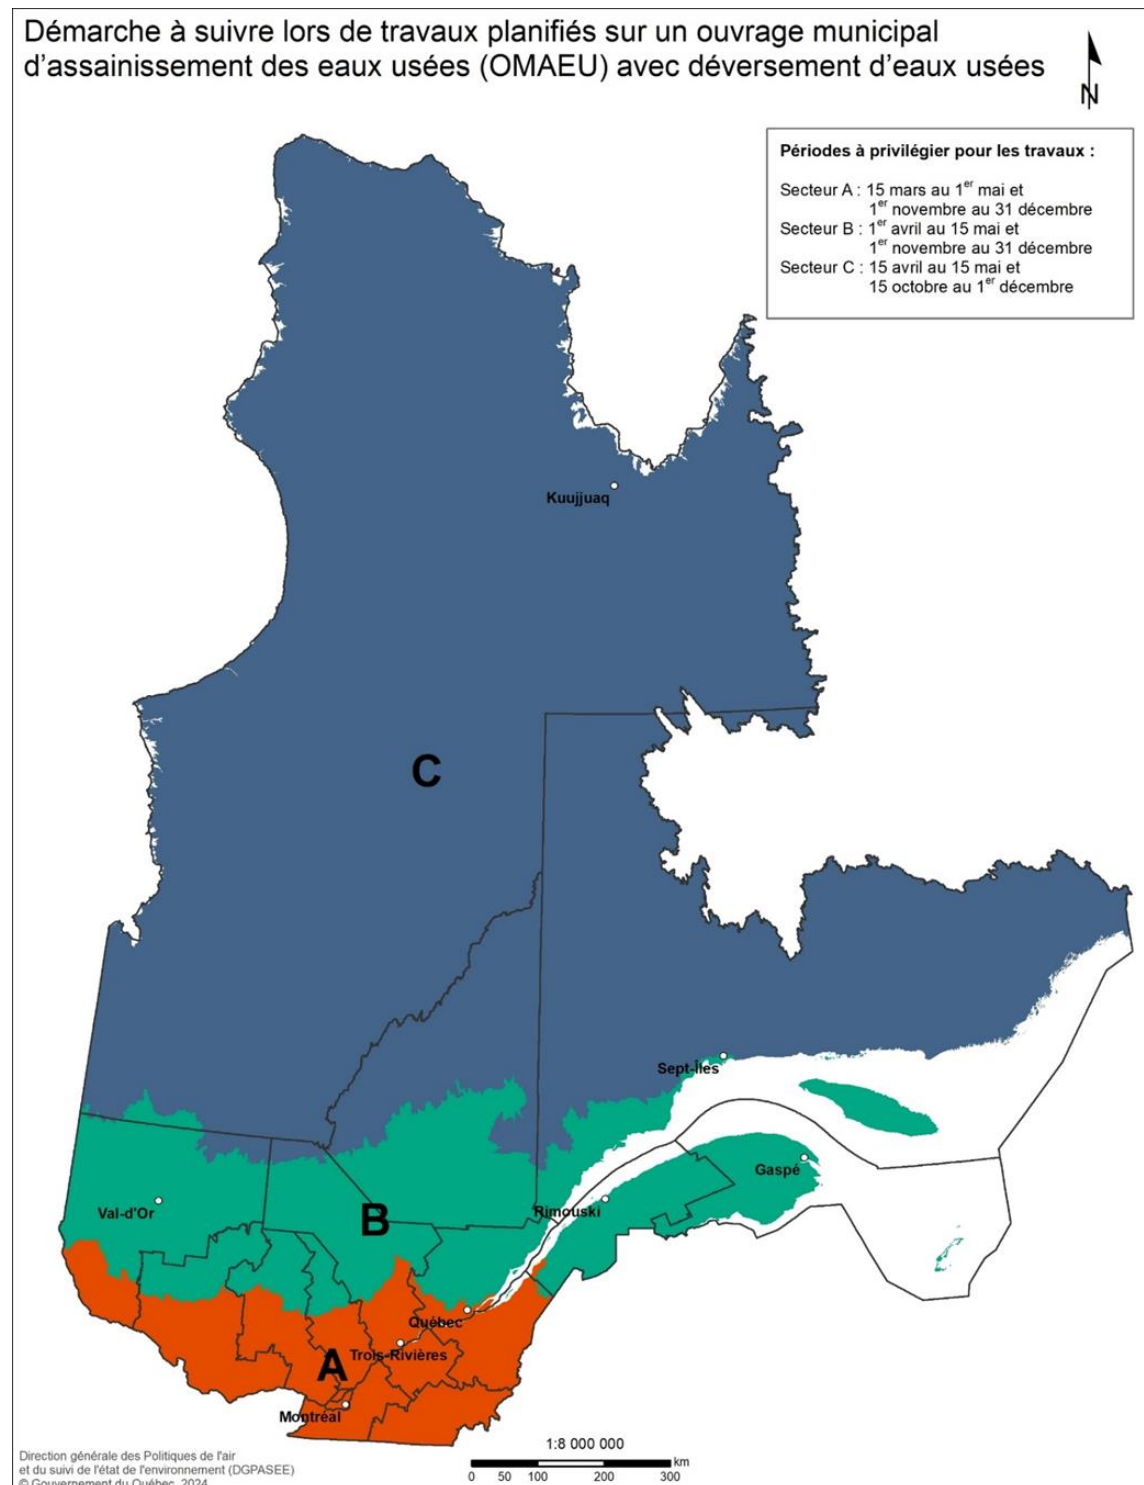 Démarche à suivre lors de travaux planifiés sur un ouvrage municipal
d'assainissement des eaux usées (OMAEU) avec déversement d'eaux usées
N
Périodes à privilégier pour les travaux :
Secteur A : 15 mars au 1er mai et
1er novembre au 31 décembre
Secteur B : 1er avril au 15 mai et
1er novembre au 31 décembre
Secteur C : 15 avril au 15 mai et
15 octobre au 1er décembre
Kuujjuaq
C
Sept-Îles
Gaspé
Val-d'Or
B
Rimouski
Québec
Trois-Rivières
A
Montréal
1:8 000 000
km
0 50 100 200 300
Direction générale des Politiques de l'air
et du suivi de l'état de l'environnement (DGPASEE)
© Gouvernement du Québec, 2024